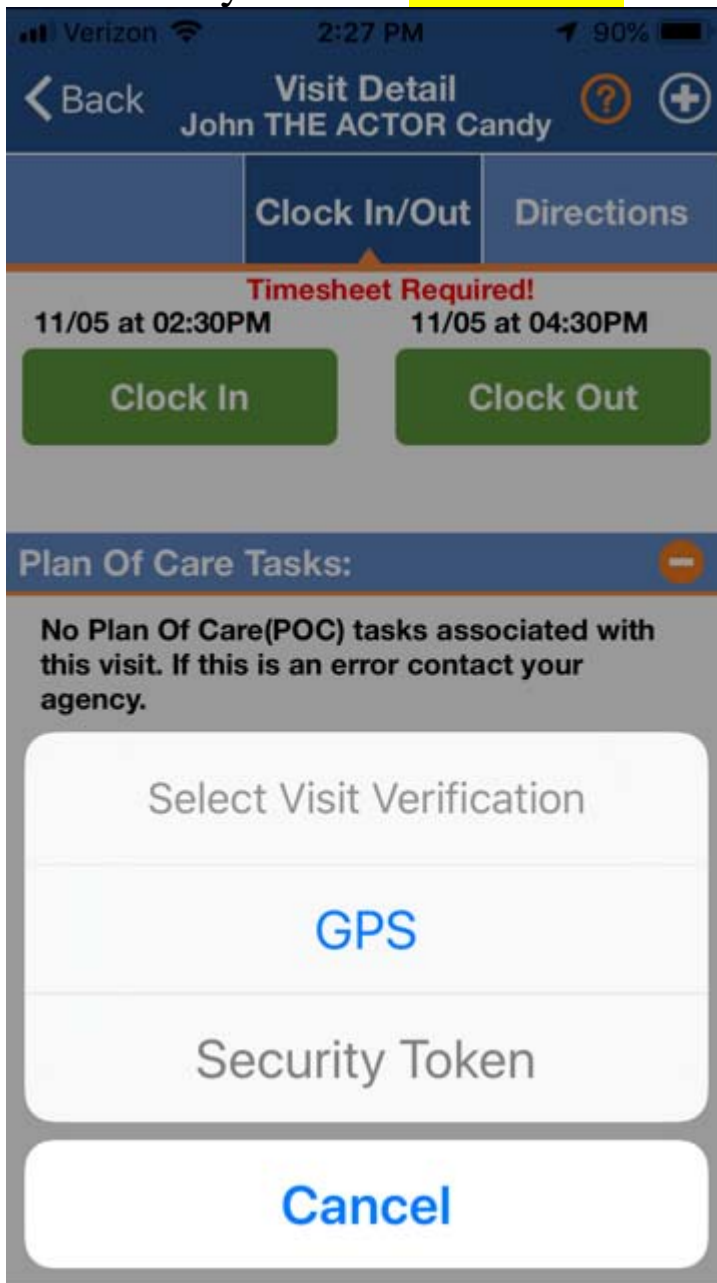 Verizon 2:27 PM 90%
Back Visit Detail ?
John THE ACTOR Candy
Clock In/Out Directions
Timesheet Required!
11/05 at 02:30PM 11/05 at 04:30PM
Clock In Clock Out
Plan Of Care Tasks:
No Plan Of Care(POC) tasks associated with
this visit. If this is an error contact your
agency.
Select Visit Verification
GPS
Security Token
Cancel